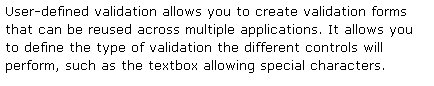 User-defined validation allows you to create validation forms
that can be reused across multiple applications. It allows you
to define the type of validation the different controls will
perform, such as the textbox allowing special characters.